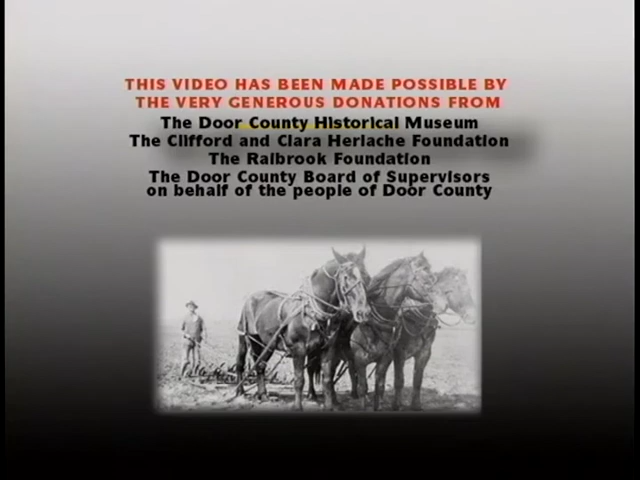 THIS VIDEO HAS BEEN MADE POSSIBLE BY
THE VERY GENEROUS DONATIONS FROM
The Door County Historical Museum
The Clifford and Clara Herlache Foundation
The Raibrook Foundation
The Door County Board of Supervisors
on behalf of the people of Door County